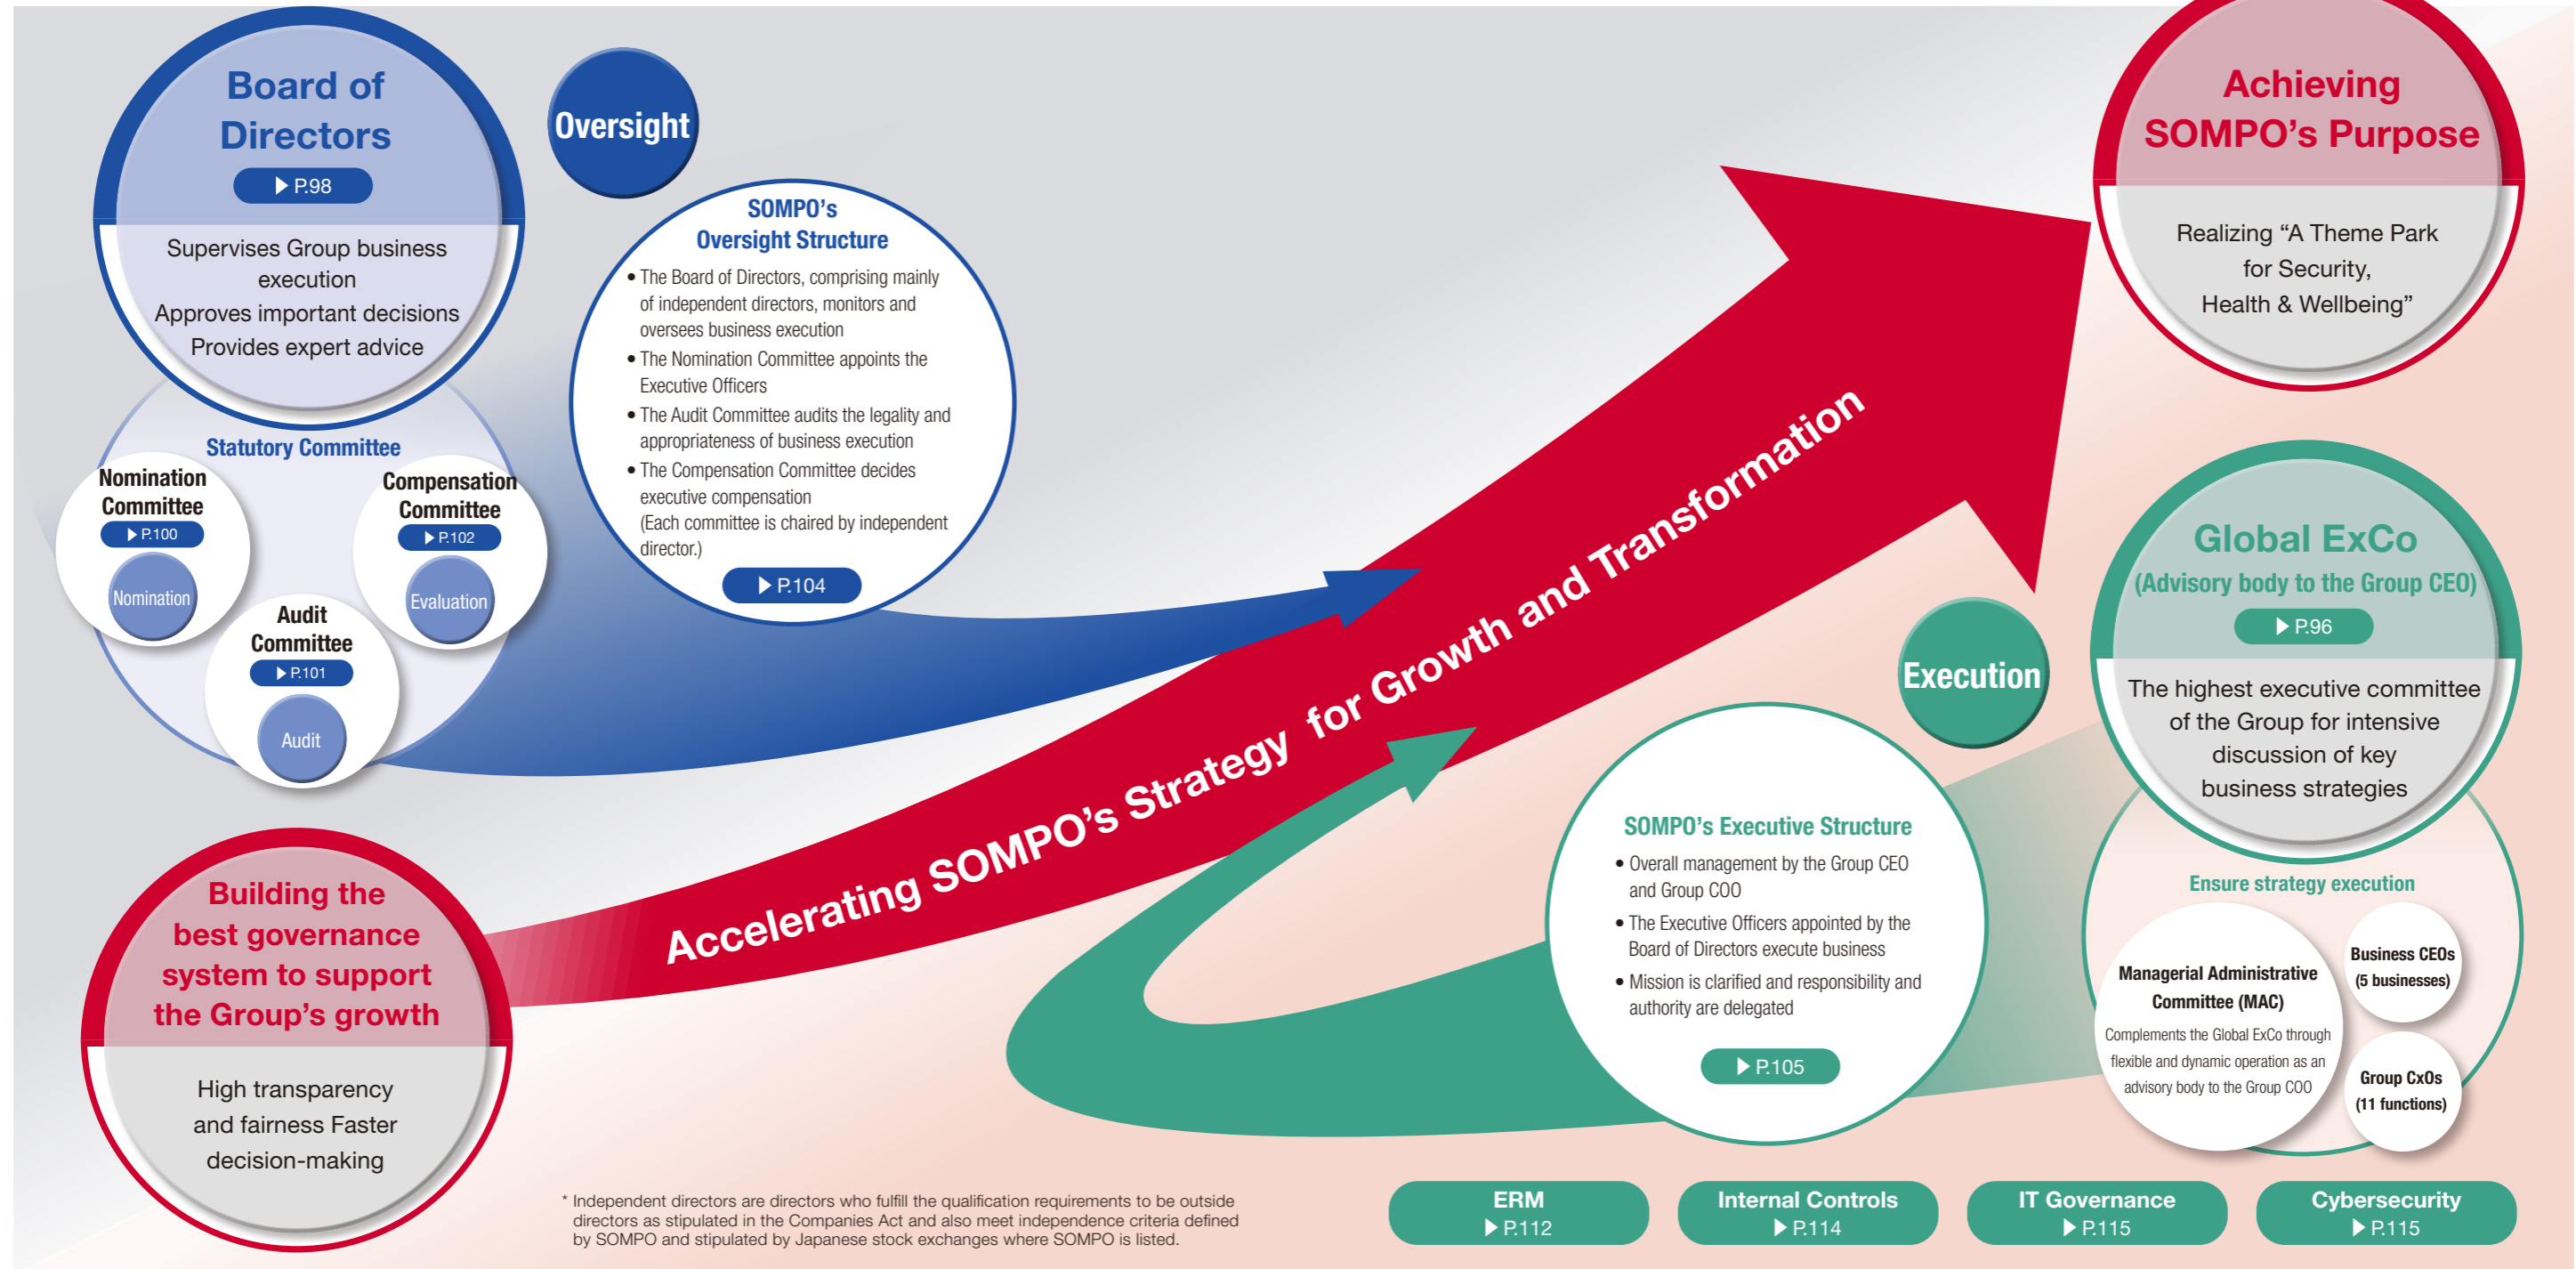 Board of
Directors
▶ P.98
Supervises Group business
execution
Approves important decisions
Provides expert advice
Statutory Committee
Nomination
Committee
▶ P.100
Nomination
Compensation
Committee
▶ P.102
Evaluation
Audit
Committee
▶ P.101
Audit
Oversight
SOMPO's
Oversight Structure
• The Board of Directors, comprising mainly
of independent directors, monitors and
oversees business execution
• The Nomination Committee appoints the
Executive Officers
• The Audit Committee audits the legality and
appropriateness of business execution
• The Compensation Committee decides
executive compensation
(Each committee is chaired by independent
director.)
▶ P.104
Building the
best governance
system to support
the Group's growth
High transparency
and fairness Faster
decision-making
Accelerating SOMPO's Strategy for Growth and Transformation
Achieving
SOMPO's Purpose
Realizing “A Theme Park
for Security,
Health & Wellbeing”
Execution
Global ExCo
(Advisory body to the Group CEO)
▶ P.96
The highest executive committee
of the Group for intensive
discussion of key
business strategies
Ensure strategy execution
Managerial Administrative
Committee (MAC)
Complements the Global ExCo through
flexible and dynamic operation as an
advisory body to the Group COO
Business CEOs
(5 businesses)
Group CxOs
(11 functions)
SOMPO's Executive Structure
• Overall management by the Group CEO
and Group COO
• The Executive Officers appointed by the
Board of Directors execute business
• Mission is clarified and responsibility and
authority are delegated
▶ P.105
* Independent directors are directors who fulfill the qualification requirements to be outside
directors as stipulated in the Companies Act and also meet independence criteria defined
by SOMPO and stipulated by Japanese stock exchanges where SOMPO is listed.
ERM
▶ P.112
Internal Controls
▶ P.114
IT Governance
▶ P.115
Cybersecurity
▶ P.115